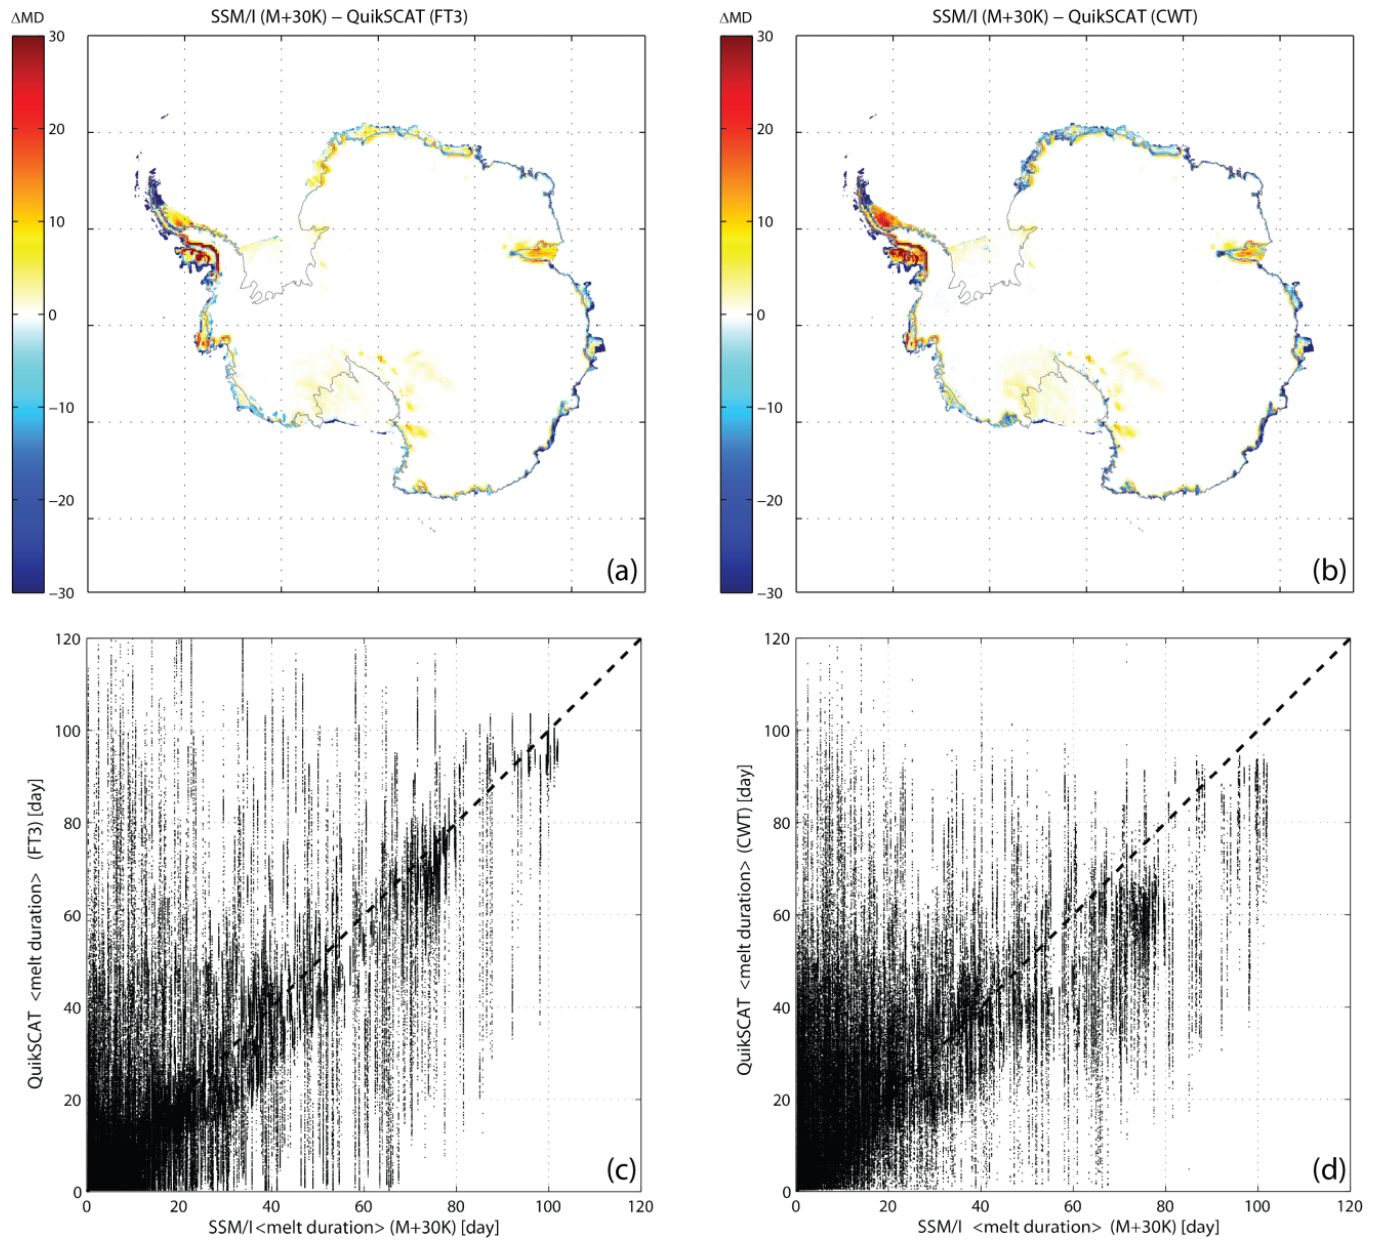 ΔMD
SSM/I (M+30K) – QuikSCAT (FT3)
30
20
10
0
−10
−20
−30
(a)
ΔMD
SSM/I (M+30K) – QuikSCAT (CWT)
30
20
10
0
−10
−20
−30
(b)
QuikSCAT <melt duration> (FT3) [day]
120
100
80
60
40
20
0
(c)
0 20 40 60 80 100 120
SSM/I <melt duration> (M+30K) [day]
QuikSCAT <melt duration> (CWT) [day]
120
100
80
60
40
20
0
(d)
0 20 40 60 80 100 120
SSM/I <melt duration> (M+30K) [day]